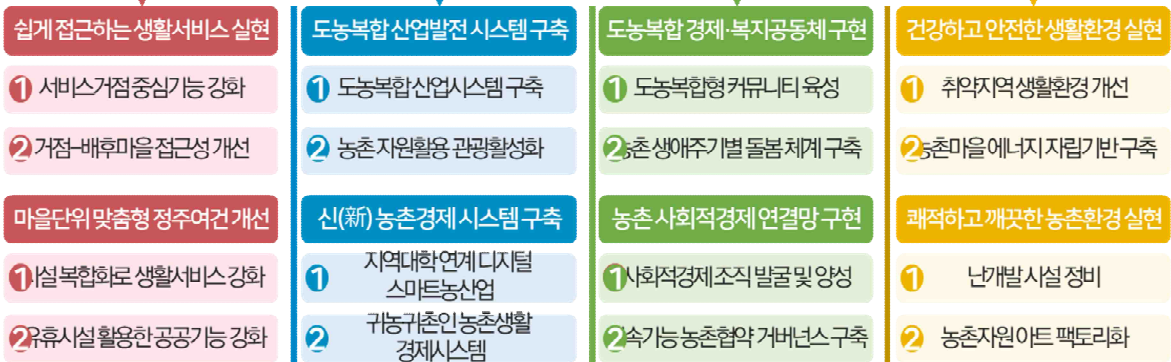 쉽게 접근하는 생활서비스 실현
1 서비스거점 중심기능 강화
2 거점-배후마을 접근성 개선
마을단위 맞춤형 정주여건 개선
1 시설 복합화로 생활서비스 강화
2 유휴시설 활용한 공공기능 강화
도농복합 산업발전 시스템 구축
1 도농복합 산업시스템 구축
2 농촌 자원활용 관광활성화
신(新) 농촌경제 시스템 구축
1 지역대학 연계 디지털
스마트농산업
2 귀농귀촌인 농촌생활
경제시스템
도농복합 경제·복지공동체 구현
1 도농복합형 커뮤니티 육성
2 농촌 생애주기별 돌봄 체계 구축
농촌 사회적경제 연결망 구현
1 사회적경제 조직 발굴 및 양성
2 농촌협약 거버넌스 구축
건강하고 안전한 생활환경 실현
1 취약지역 생활환경 개선
2 농촌마을 에너지 자립기반 구축
쾌적하고 깨끗한 농촌환경 실현
1 난개발 시설 정비
2 농촌자원 아트 팩토리화